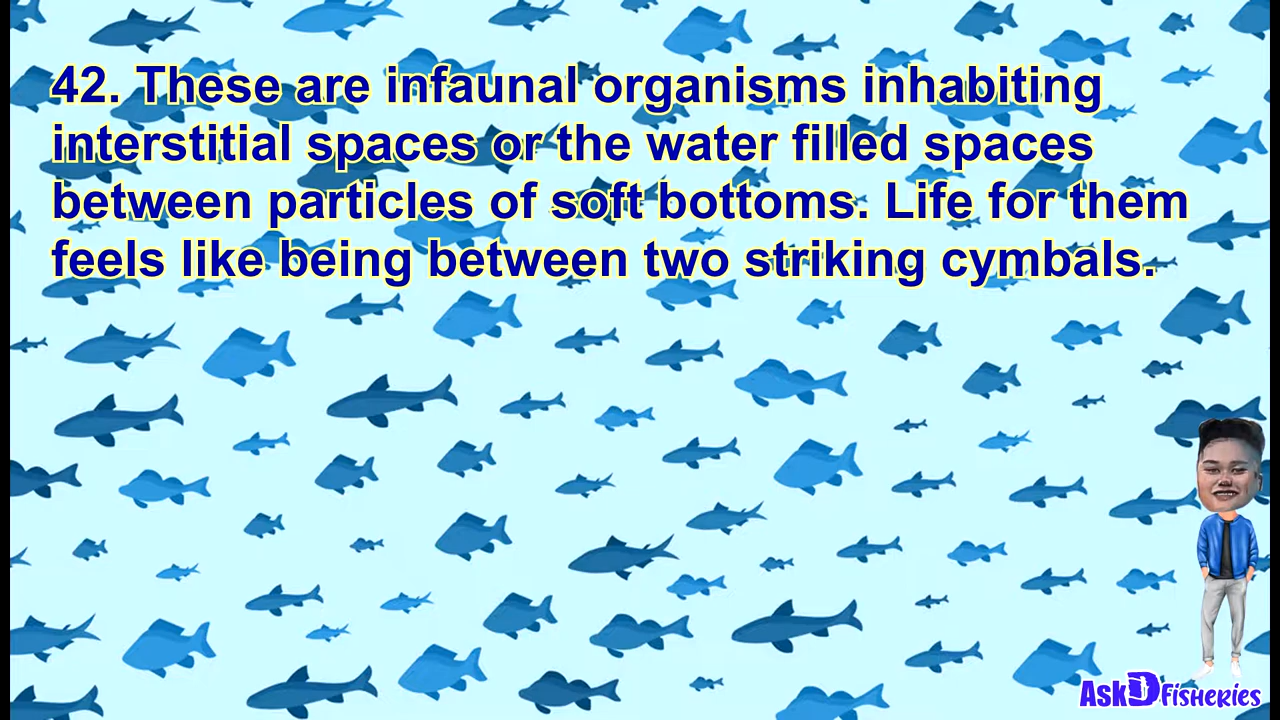 42. These are infaunal organisms inhabiting
interstitial spaces or the water filled spaces
between particles of soft bottoms. Life for them
feels like being between two striking cymbals.
AskD Fisheries